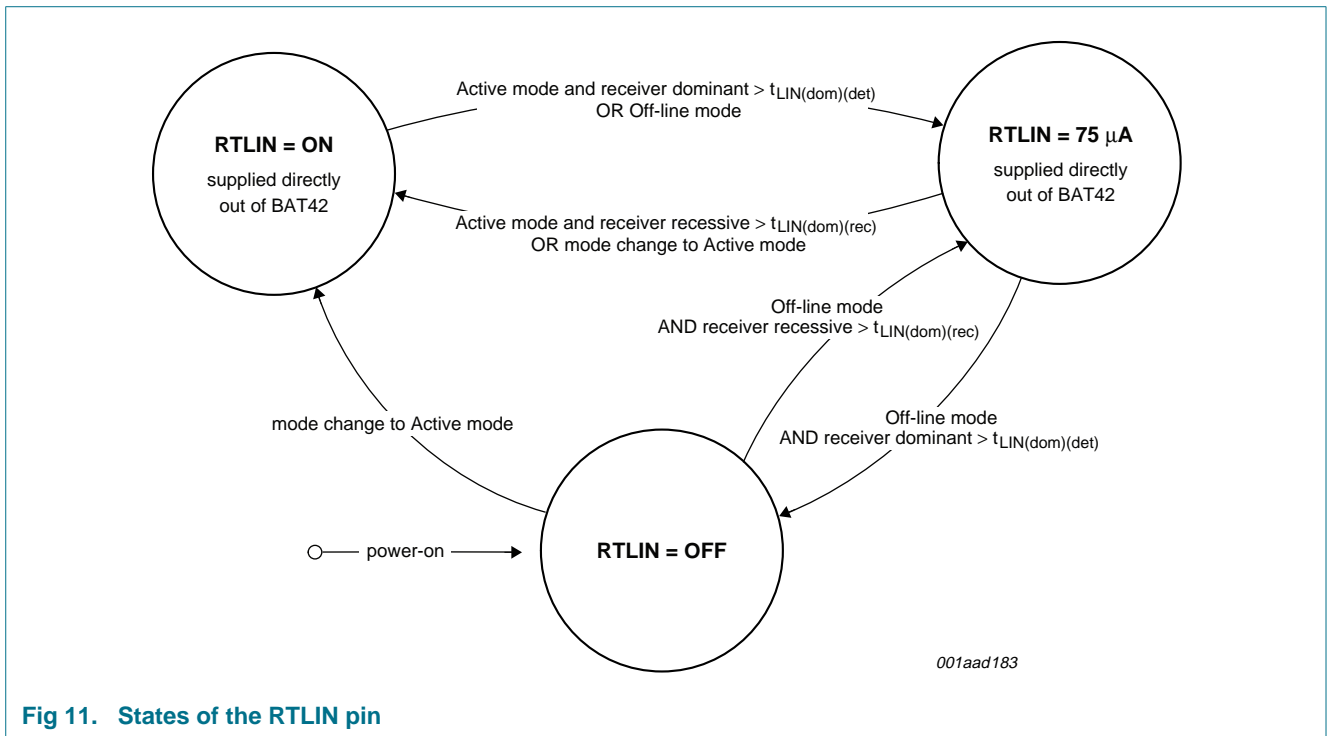 Active mode and receiver dominant > tLIN(dom)(det)
OR Off-line mode
RTLIN = ON
supplied directly
out of BAT42
RTLIN = 75 μA
supplied directly
out of BAT42
Active mode and receiver recessive > tLIN(dom)(rec)
OR mode change to Active mode
Off-line mode
AND receiver recessive > tLIN(dom)(rec)
mode change to Active mode
Off-line mode
AND receiver dominant > tLIN(dom)(det)
power-on
RTLIN = OFF
001aad183
Fig 11. States of the RTLIN pin